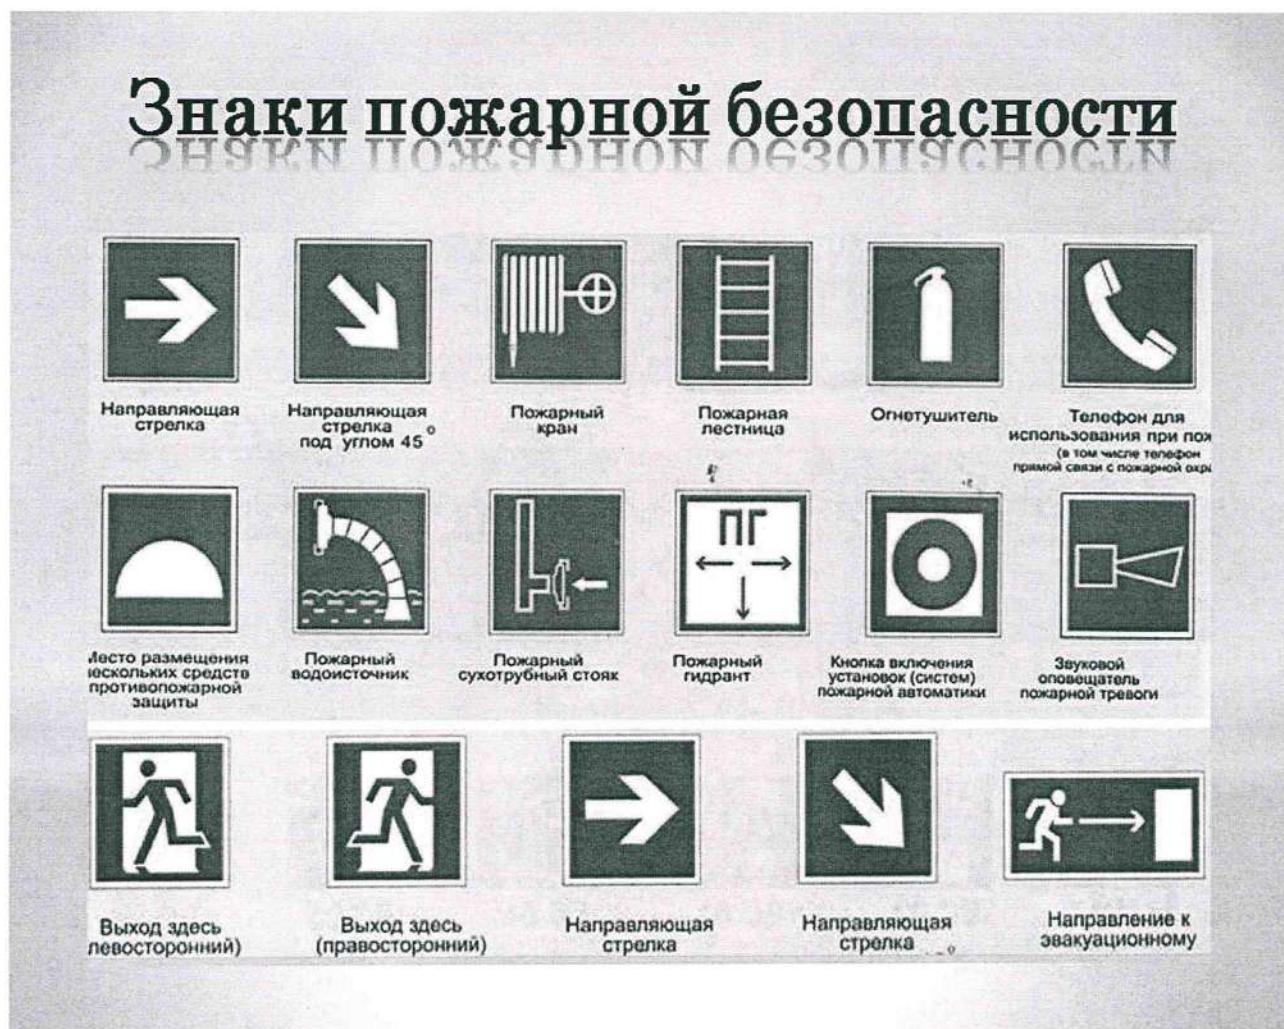 Знаки пожарной безопасности
Направляющая
стрелка
Направляющая
стрелка
под углом 45°
Пожарный
кран
Пожарная
лестница
Огнетушитель
Телефон для
использования при пож
(в том числе телефон
прямой связи с пожарной охра
Место размещения
нескольких средств
противопожарной
защиты
Пожарный
водоисточник
Пожарный
сухотрубный стояк
ПГ
Пожарный
гидрант
Кнопка включения
установок (систем)
пожарной автоматики
Звуковой
оповещатель
пожарной тревоги
Выход здесь
левосторонний)
Выход здесь
(правосторонний)
Направляющая
стрелка
Направляющая
стрелка
Направление к
эвакуационному